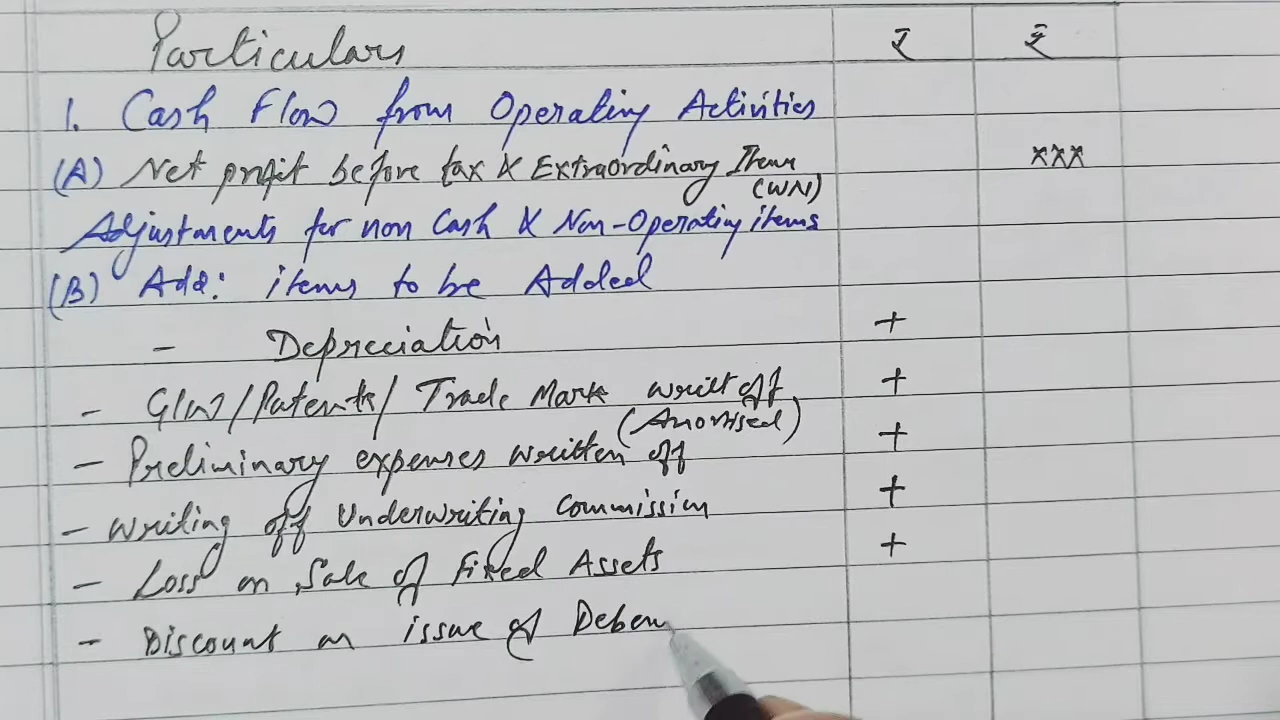 Particulars ₹ ₹
1. Cash Flow from Operating Activities
(A) Net profit before tax & Extraordinary Items xxx
(WN)
Adjustments for non Cash & Non-Operating items
(B) Add: items to be Added
- Depreciation +
- G/W/Patents/Trade Mark writt off +
(Amortised)
- Preliminary expenses written off +
- Writing off Underwriting Commission +
- Loss on Sale of Fixed Assets +
- Discount on issue of Deben